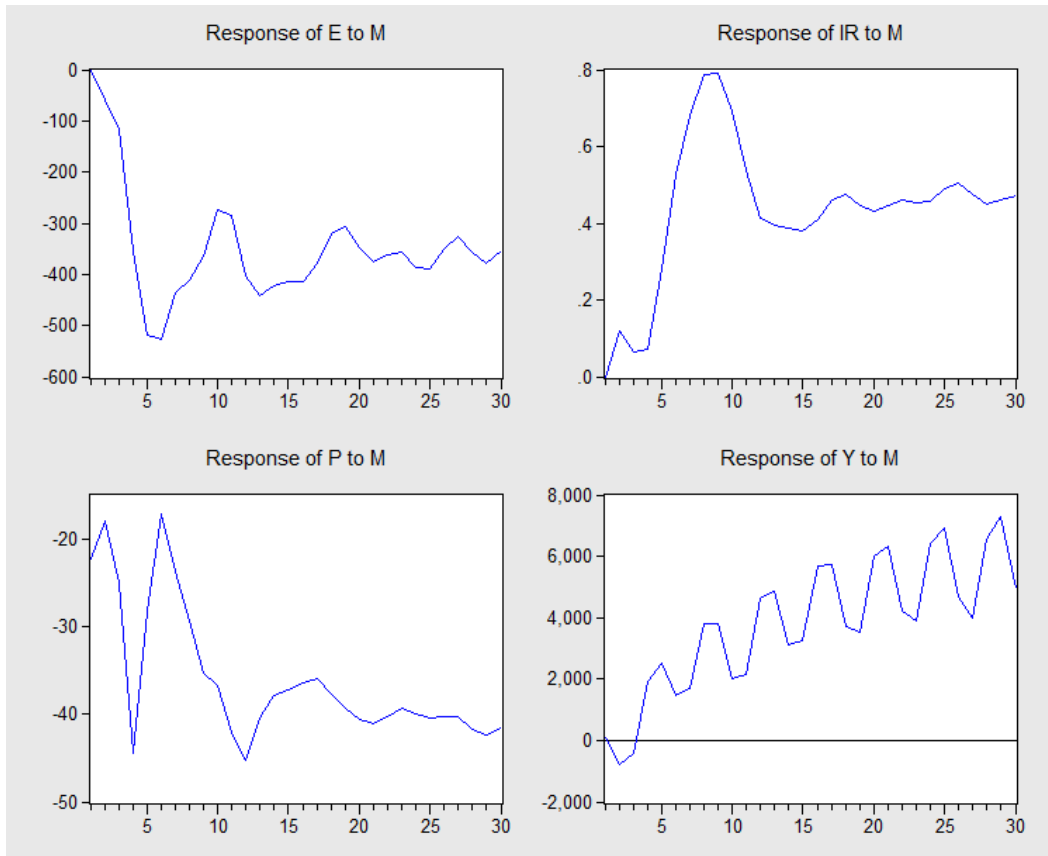 Response of E to M
0
-100
-200
-300
-400
-500
-600
5 10 15 20 25 30
Response of IR to M
.8
.6
.4
.2
.0
5 10 15 20 25 30
Response of P to M
-20
-30
-40
-50
5 10 15 20 25 30
Response of Y to M
8,000
6,000
4,000
2,000
0
-2,000
5 10 15 20 25 30